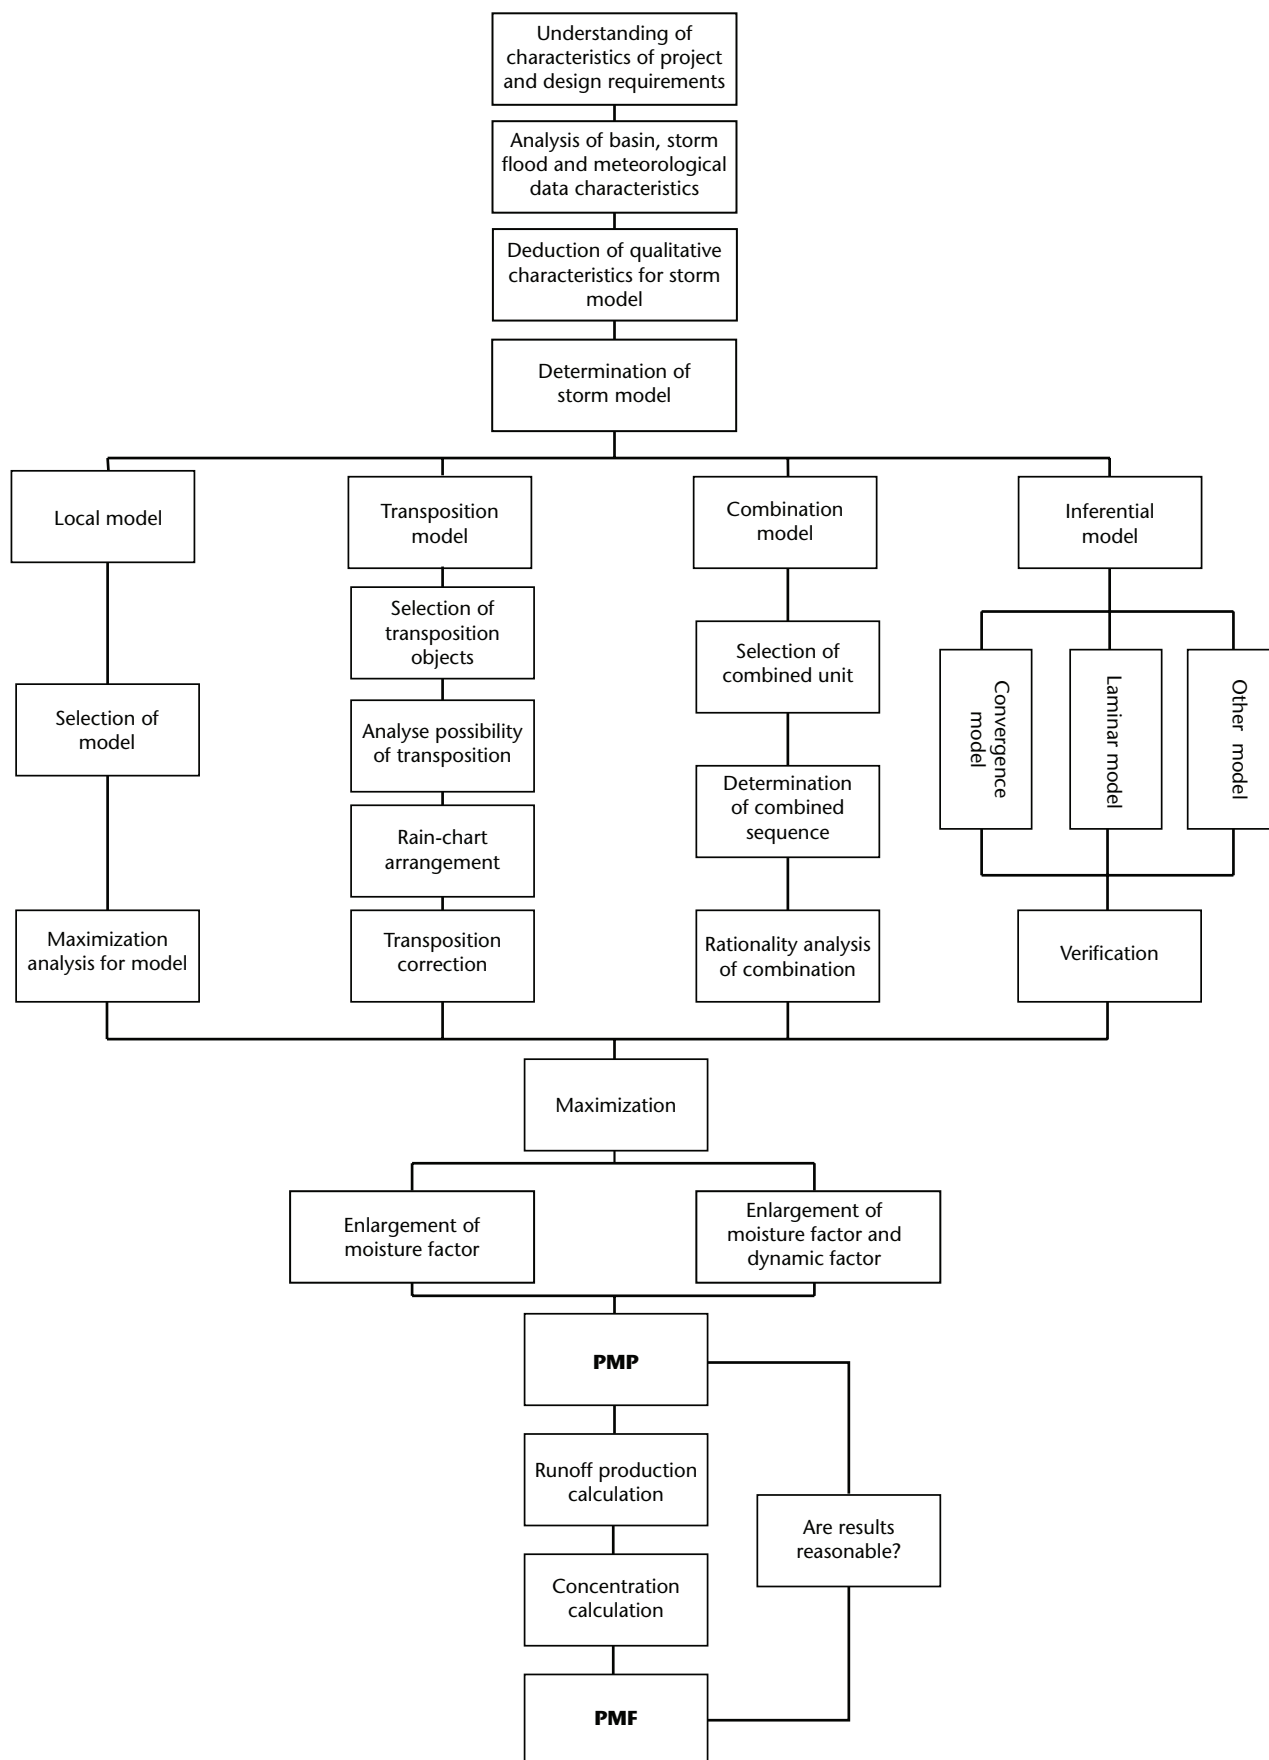 Understanding of
characteristics of project
and design requirements
Analysis of basin, storm
flood and meteorological
data characteristics
Deduction of qualitative
characteristics for storm
model
Determination of
storm model
Local model
Transposition
model
Combination
model
Inferential
model
Selection of
model
Maximization
analysis for model
Selection of
transposition
objects
Analyse possibility
of transposition
Rain-chart
arrangement
Transposition
correction
Selection of
combined unit
Determination
of combined
sequence
Rationality analysis
of combination
Convergence
model
Laminar model
Other model
Verification
Maximization
Enlargement of
moisture factor
Enlargement of
moisture factor and
dynamic factor
PMP
Runoff production
calculation
Are results
reasonable?
Concentration
calculation
PMF